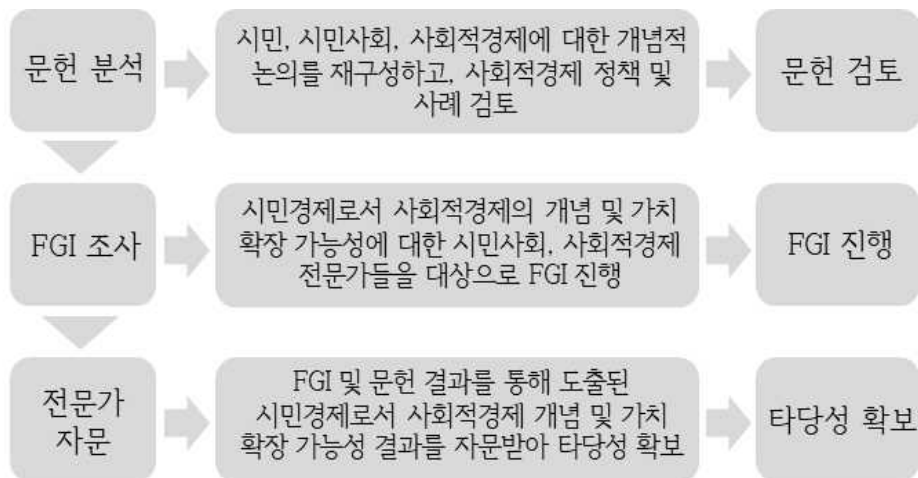 문헌 분석
시민, 시민사회, 사회적경제에 대한 개념적
논의를 재구성하고, 사회적경제 정책 및
사례 검토
문헌 검토
FGI 조사
시민경제로서 사회적경제의 개념 및 가치
확장 가능성에 대한 시민사회, 사회적경제
전문가들을 대상으로 FGI 진행
FGI 진행
전문가
자문
FGI 및 문헌 결과를 통해 도출된
시민경제로서 사회적경제 개념 및 가치
확장 가능성 결과를 자문받아 타당성 확보
타당성 확보